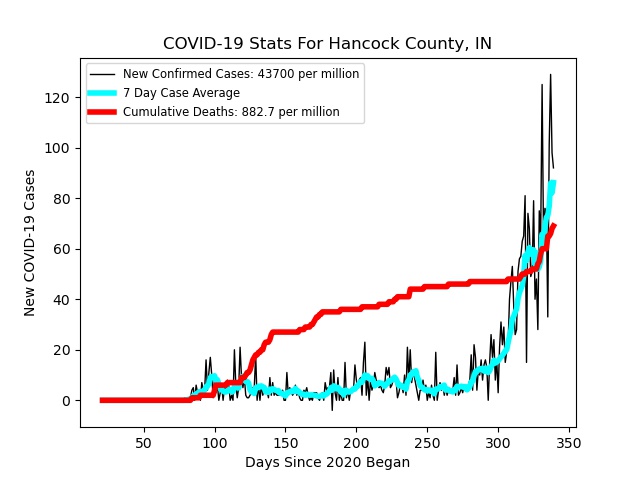 COVID-19 Stats For Hancock County, IN
New Confirmed Cases: 43700 per million
7 Day Case Average
Cumulative Deaths: 882.7 per million
New COVID-19 Cases
120
100
80
60
40
20
0
50 100 150 200 250 300 350
Days Since 2020 Began